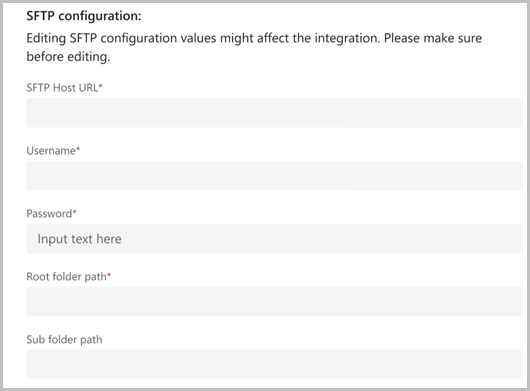 SFTP configuration:
Editing SFTP configuration values might affect the integration. Please make sure
before editing.
SFTP Host URL*
Username*
Password*
Input text here
Root folder path*
Sub folder path